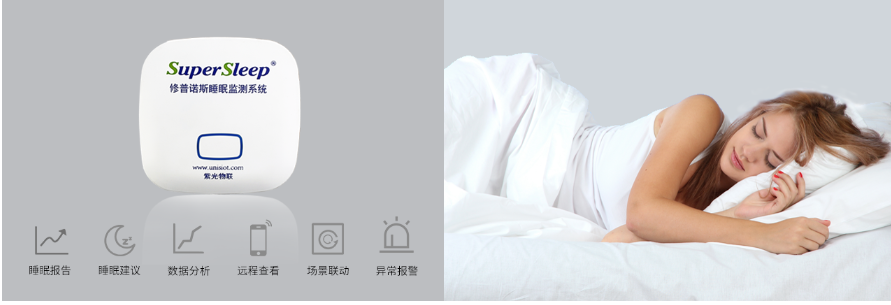 SuperSleep®
修普诺斯睡眠监测系统
www.unisiot.com
紫光物联
睡眠报告
睡眠建议
数据分析
远程查看
场景联动
异常报警